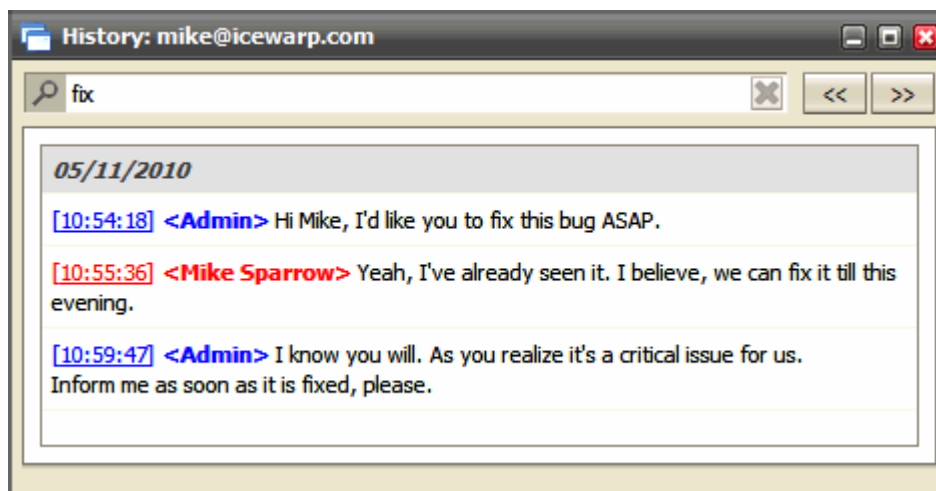 History: mike@icewarp.com
fix
<< >>
05/11/2010
[10:54:18] <Admin> Hi Mike, I'd like you to fix this bug ASAP.
[10:55:36] <Mike Sparrow> Yeah, I've already seen it. I believe, we can fix it till this
evening.
[10:59:47] <Admin> I know you will. As you realize it's a critical issue for us.
Inform me as soon as it is fixed, please.